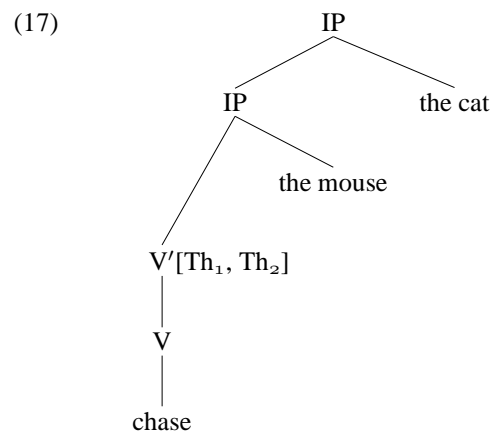 (17) IP
IP the cat
the mouse
V′[Th₁, Th₂]
V
chase